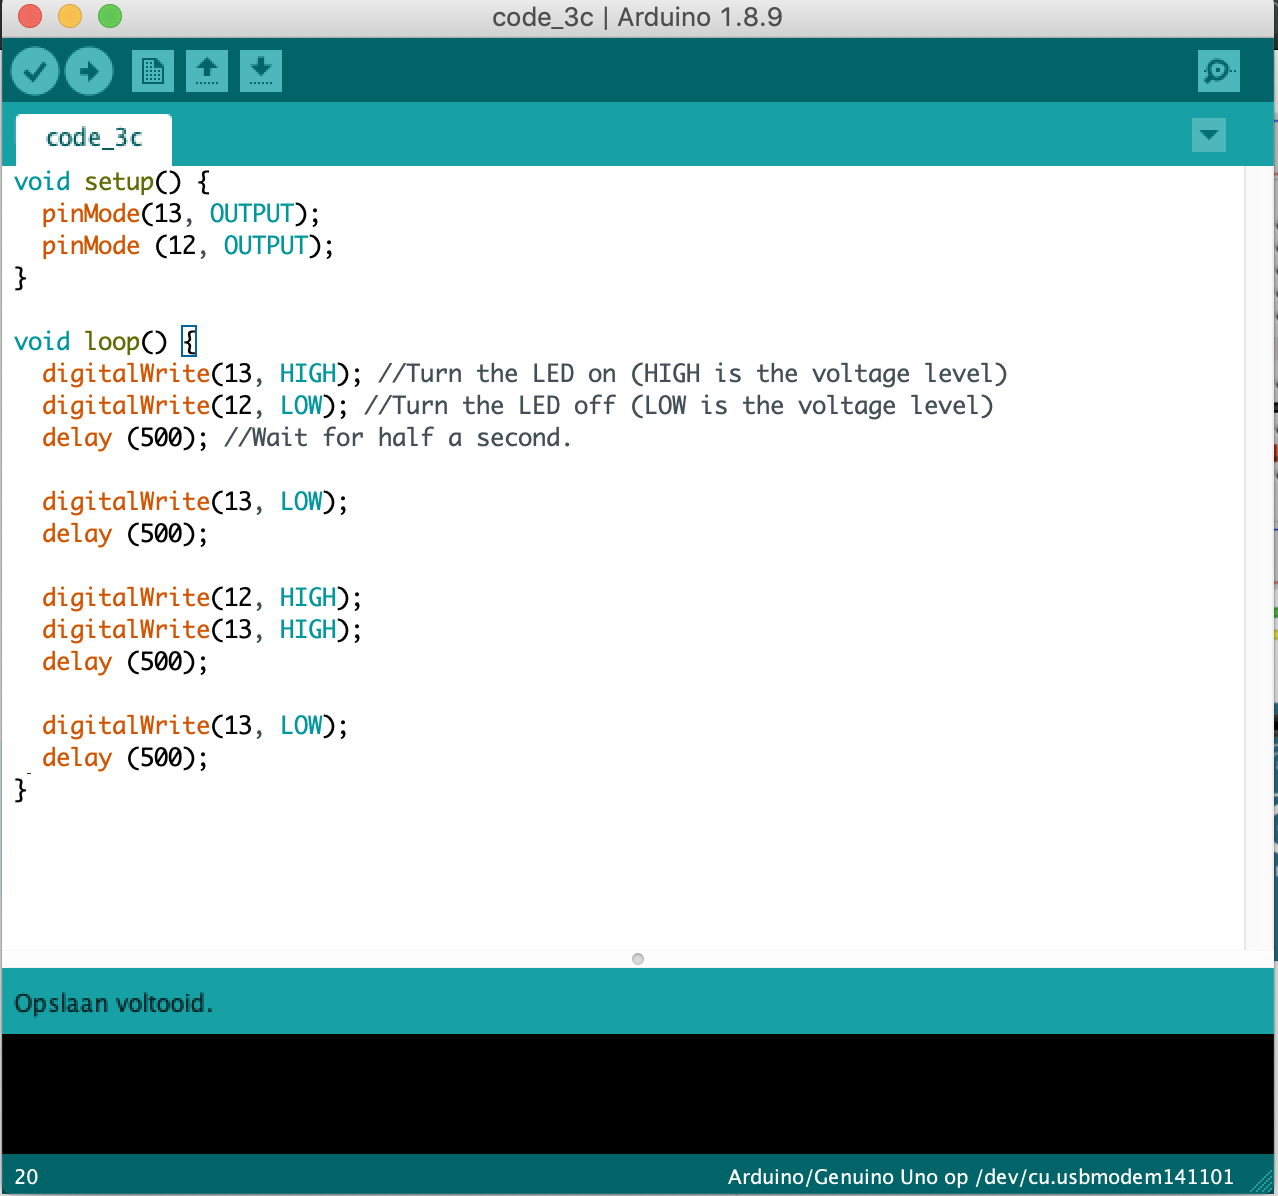 code_3c | Arduino 1.8.9
code_3c
void setup() {
  pinMode(13, OUTPUT);
  pinMode (12, OUTPUT);
}
void loop() {
  digitalWrite(13, HIGH); //Turn the LED on (HIGH is the voltage level)
  digitalWrite(12, LOW); //Turn the LED off (LOW is the voltage level)
  delay (500); //Wait for half a second.
  digitalWrite(13, LOW);
  delay (500);
  digitalWrite(12, HIGH);
  digitalWrite(13, HIGH);
  delay (500);
  digitalWrite(13, LOW);
  delay (500);
}
Opslaan voltooid.
20 Arduino/Genuino Uno op /dev/cu.usbmodem141101